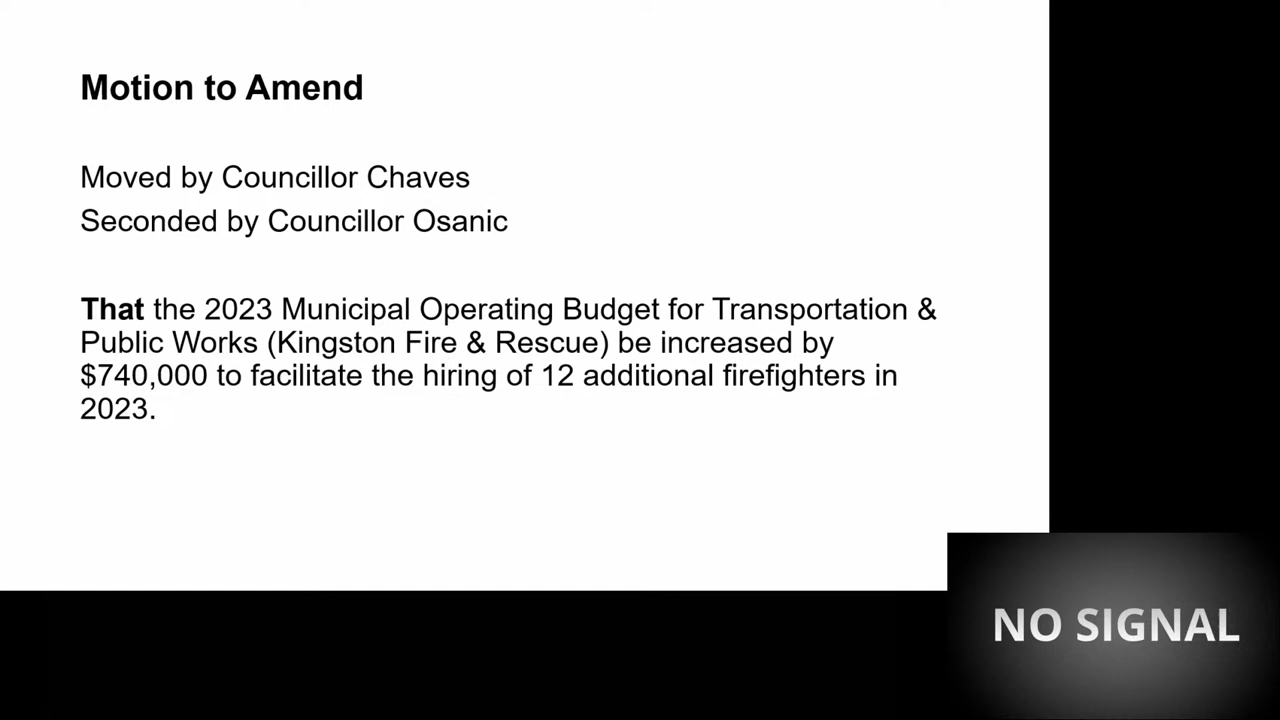 Motion to Amend
Moved by Councillor Chaves
Seconded by Councillor Osanic
That the 2023 Municipal Operating Budget for Transportation &
Public Works (Kingston Fire & Rescue) be increased by
$740,000 to facilitate the hiring of 12 additional firefighters in
2023.
NO SIGNAL